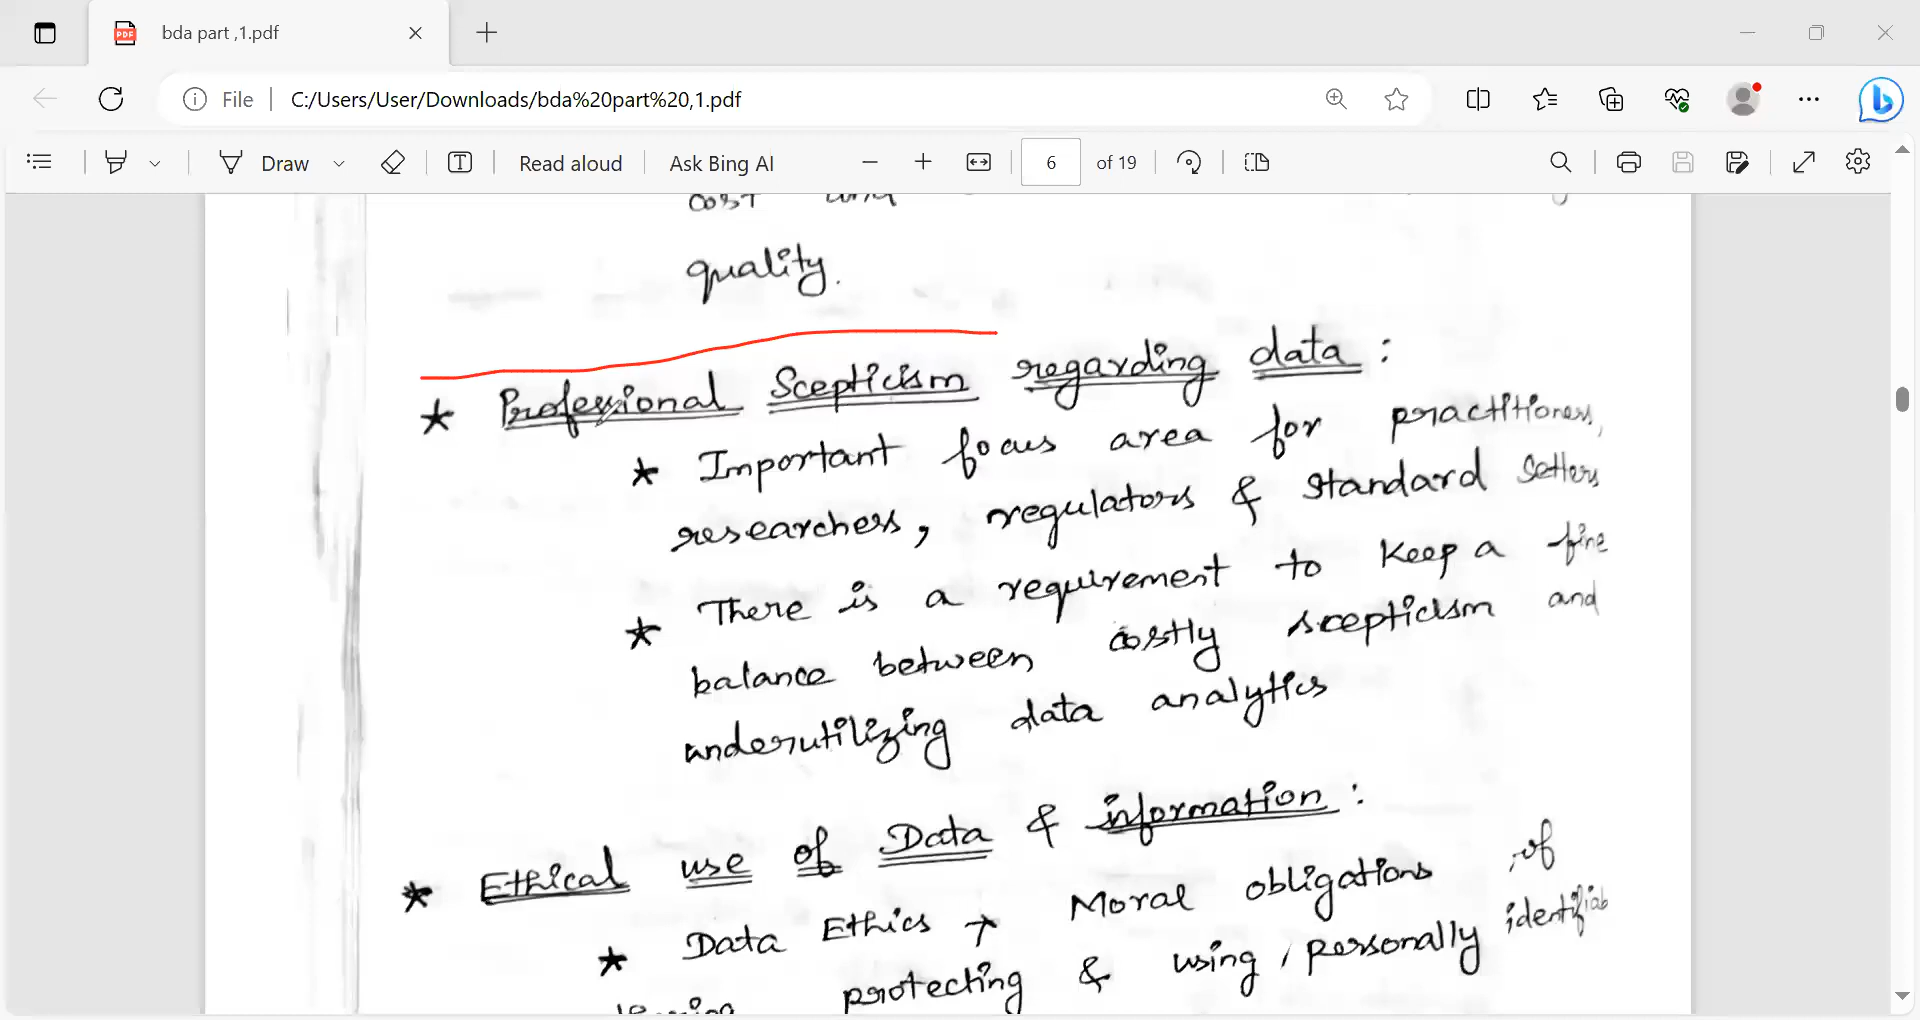 bda part ,1.pdf
File | C:/Users/User/Downloads/bda%20part%20,1.pdf
Draw Read aloud Ask Bing AI 6 of 19
cost and
quality.
★ Professional Scepticism regarding data :
★ Important focus area for practitioners,
researchers, regulators & standard Setters
★ There is a requirement to keep a fine
balance between costly scepticism and
underutilizing data analytics
★ Ethical use of Data & information :
★ Data Ethics → Moral obligations of
protecting & using, personally identifiab